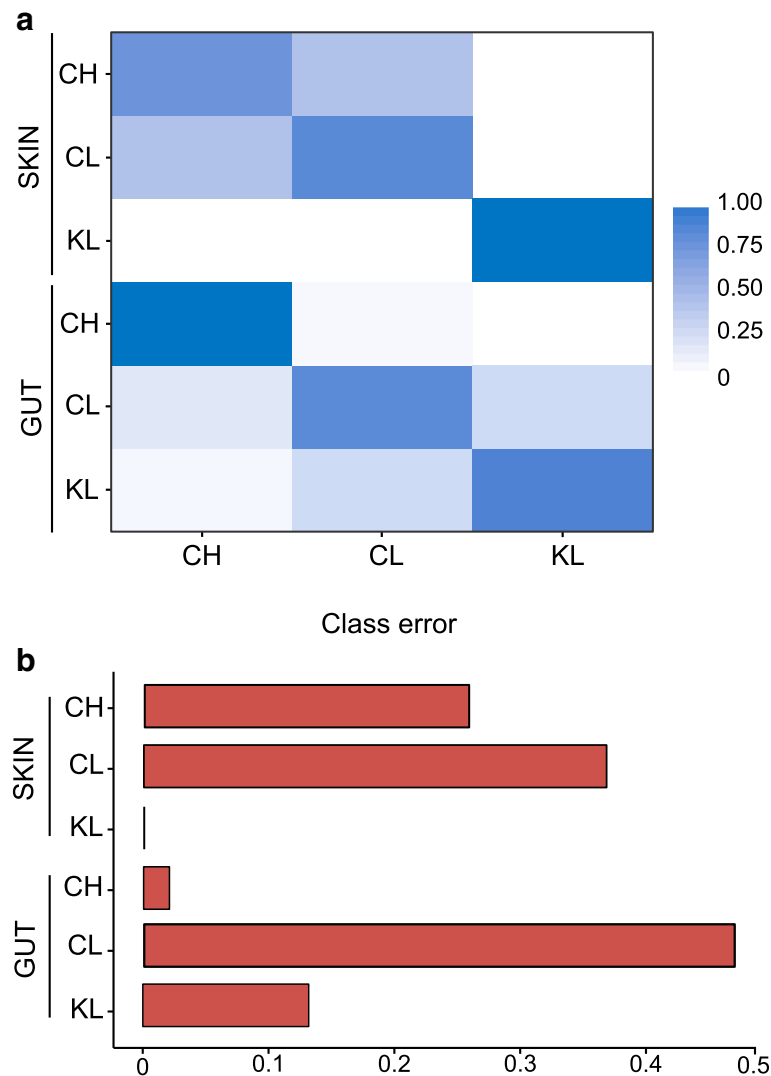 a
SKIN
CH
CL
KL
GUT
CH
CL
KL
CH CL KL
1.00
0.75
0.50
0.25
0
Class error
b
SKIN
CH
CL
KL
GUT
CH
CL
KL
0 0.1 0.2 0.3 0.4 0.5